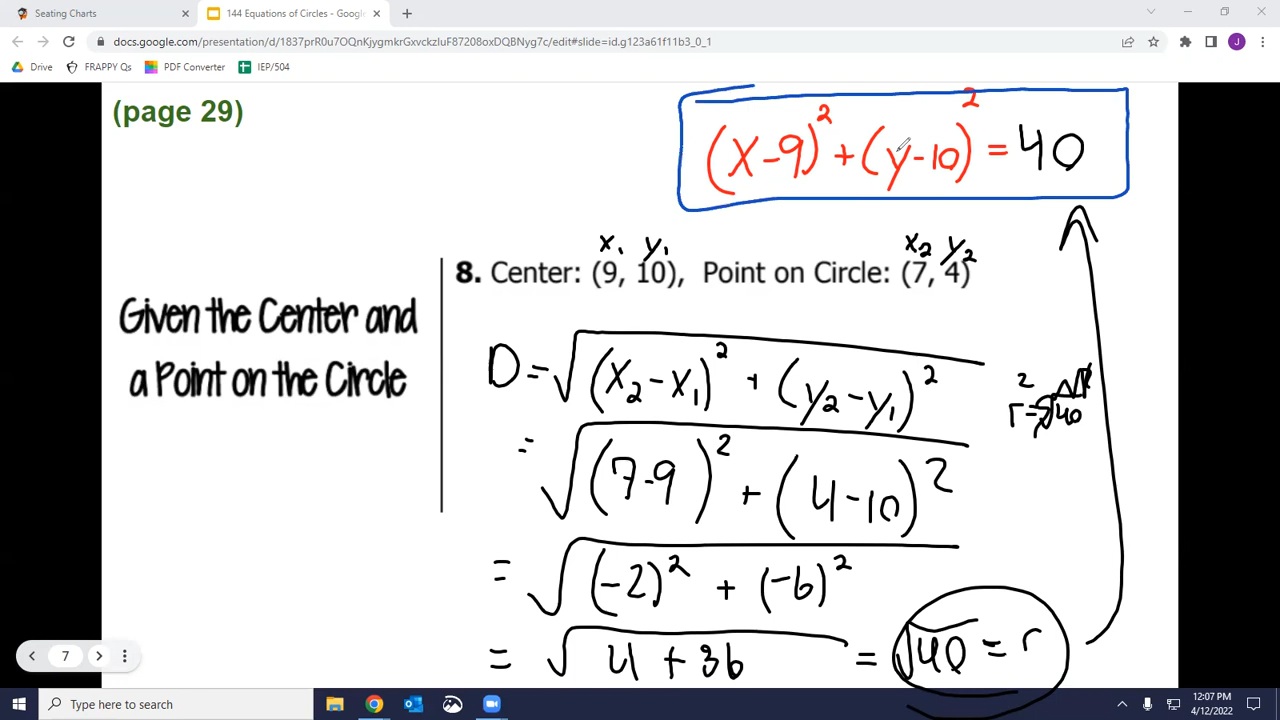 Seating Charts
144 Equations of Circles - Google
docs.google.com/presentation/d/1837prR0u7OQnKjygmkrGxvckzluF87208oxDQBNyg7c/edit#slide=id.g123a61f11b3_0_1
J
Drive
FRAPPY Qs
PDF Converter
IEP/504
(page 29)
(x-9)²+(y-10)²=40
x₁ y₁ x₂ y₂
8. Center: (9, 10), Point on Circle: (7, 4)
Given the Center and
a Point on the Circle
D=√(x₂-x₁)²+(y₂-y₁)²
=√(7-9)²+(4-10)²
=√(-2)²+(-6)²
=√4+36=√40=r
7
Type here to search
12:07 PM
4/12/2022